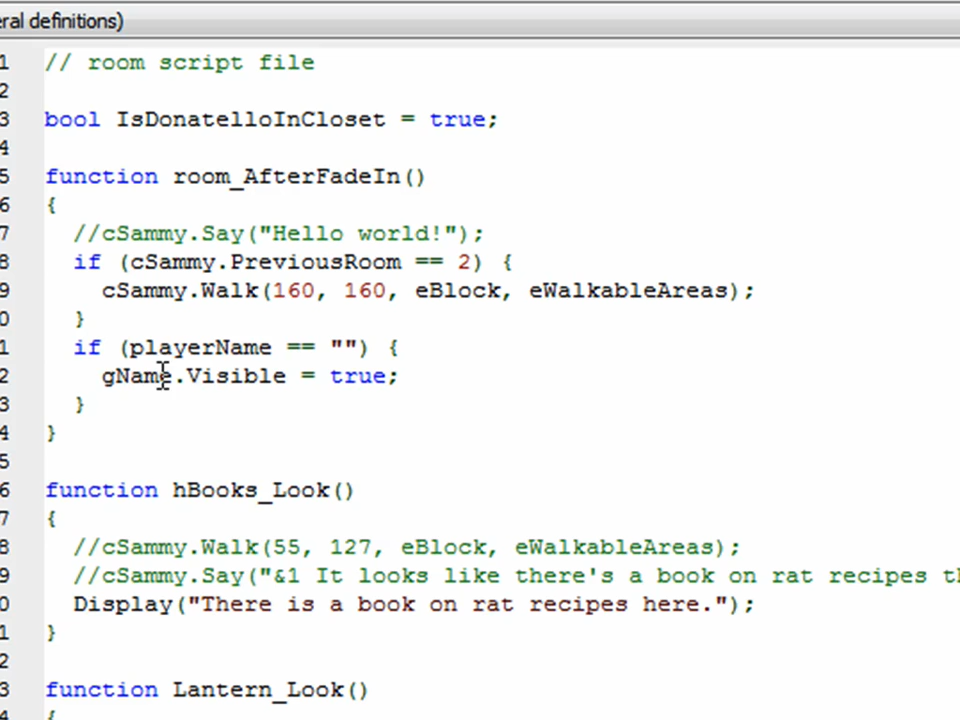 eral definitions)
1 // room script file
2
3 bool IsDonatelloInCloset = true;
4
5 function room_AfterFadeIn()
6 {
7 //cSammy.Say("Hello world!");
8 if (cSammy.PreviousRoom == 2) {
9 cSammy.Walk(160, 160, eBlock, eWalkableAreas);
0 }
1 if (playerName == "") {
2 gName.Visible = true;
3 }
4 }
5
6 function hBooks_Look()
7 {
8 //cSammy.Walk(55, 127, eBlock, eWalkableAreas);
9 //cSammy.Say("&1 It looks like there's a book on rat recipes th
0 Display("There is a book on rat recipes here.");
1 }
2
3 function Lantern_Look()
4 {